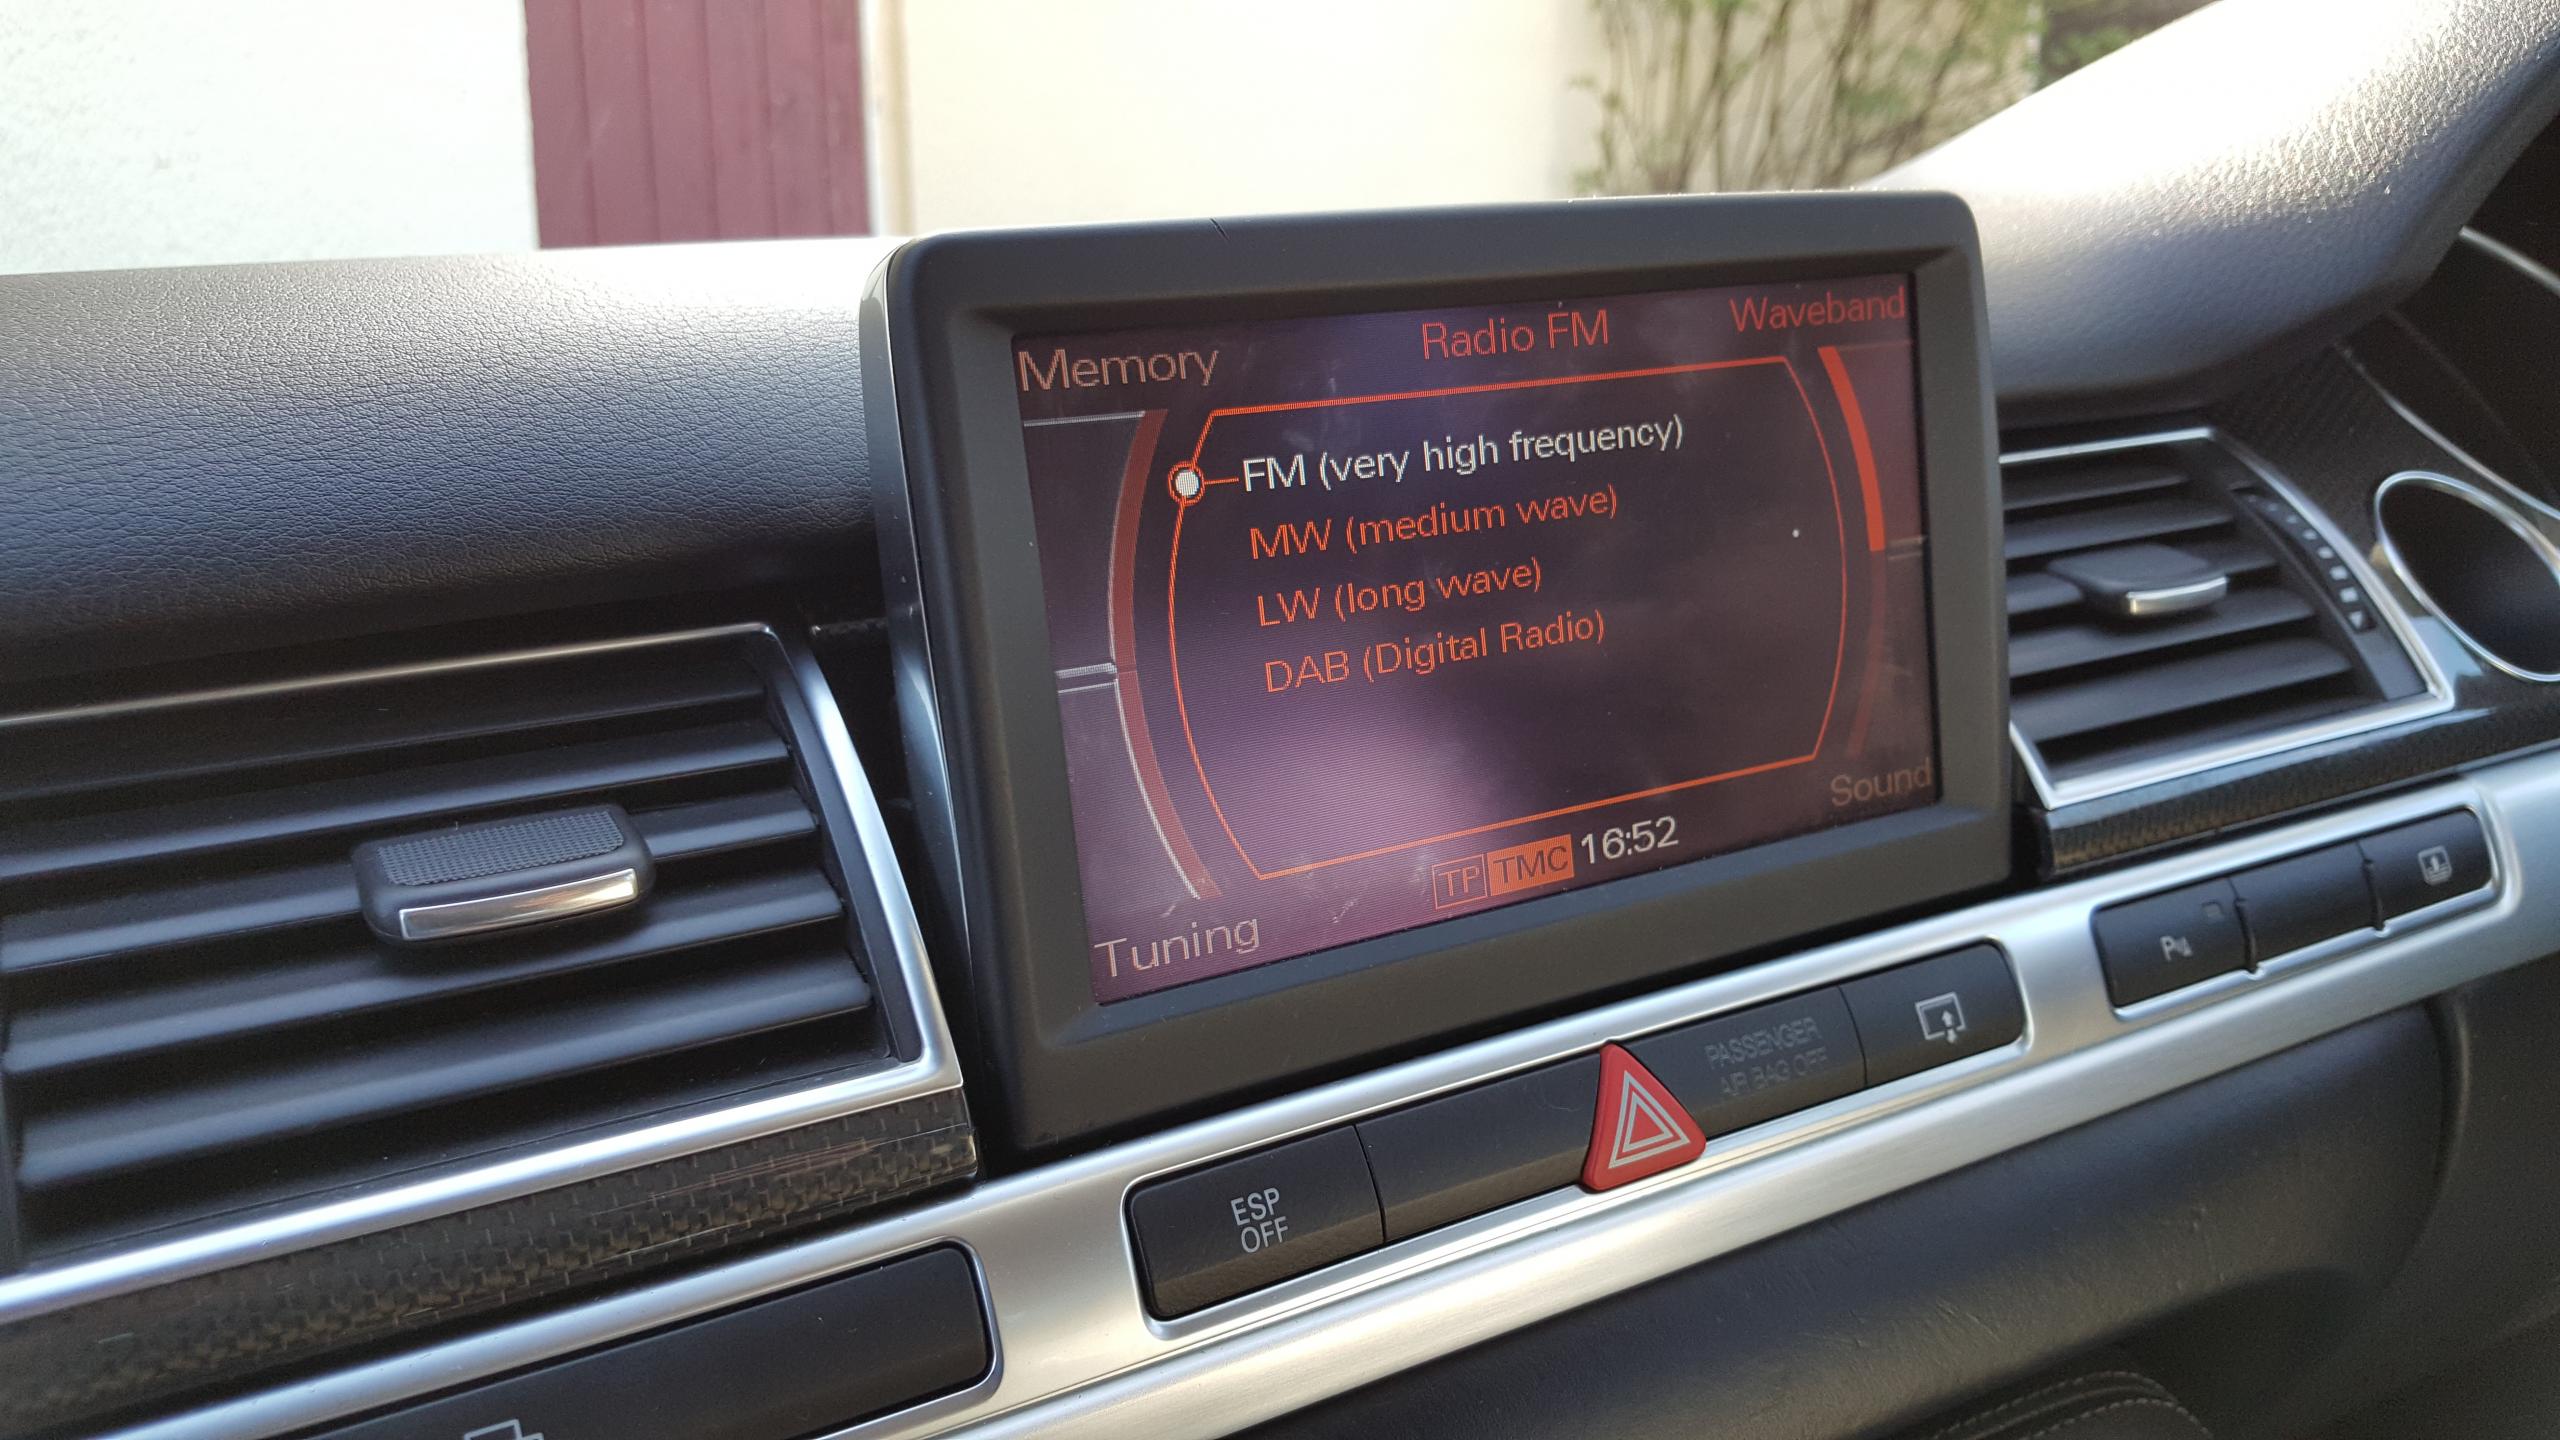 Memory
Radio FM
Waveband
FM (very high frequency)
MW (medium wave)
LW (long wave)
DAB (Digital Radio)
Sound
TP TMC 16:52
Tuning
ESP
OFF
PASSENGER
AIR BAG OFF
P